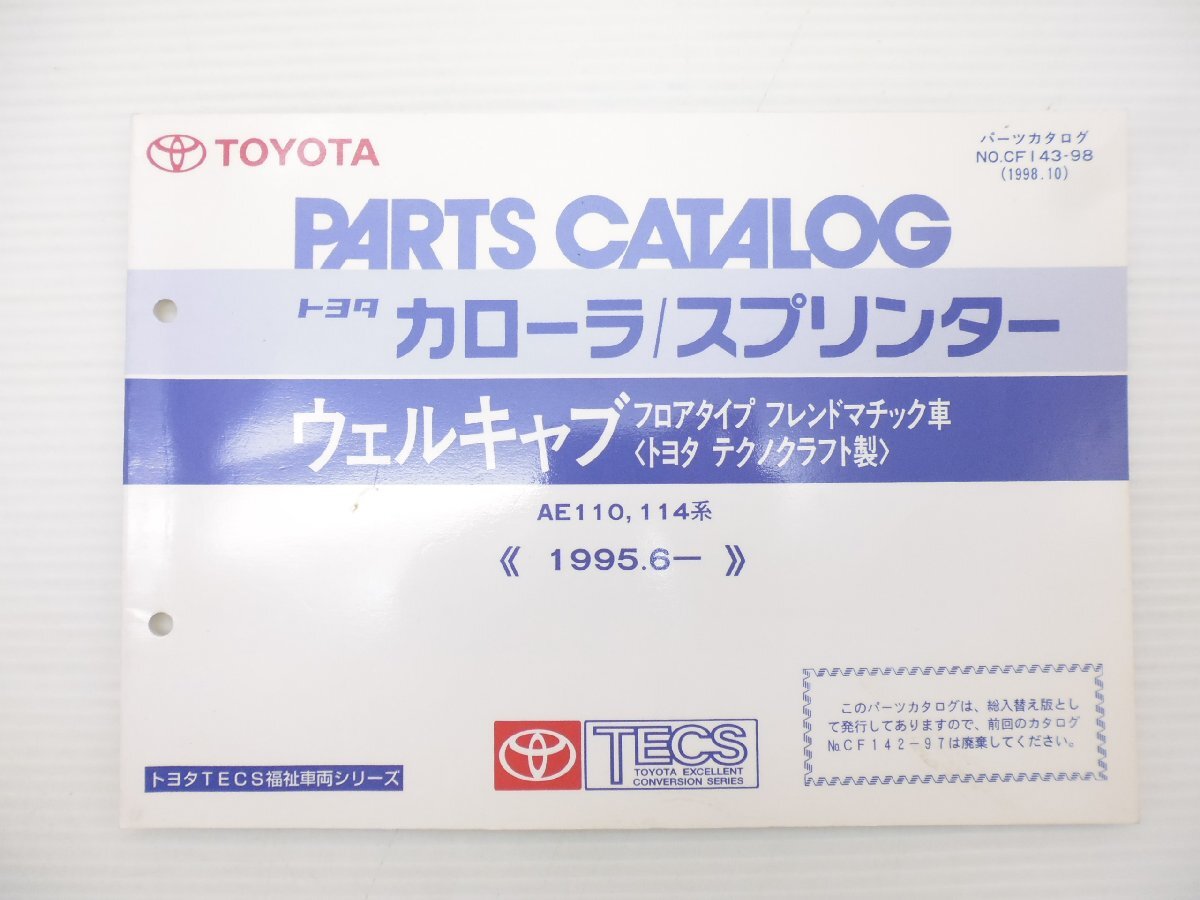 TOYOTA
パーツカタログ
NO.CF143-98
(1998.10)
PARTS CATALOG
トヨタ カローラ/スプリンター
ウェルキャブ フロアタイプ フレンドマチック車
〈トヨタ テクノクラフト製〉
AE110,114系
《 1995.6− 》
このパーツカタログは、総入替え版とし
て発行してありますので、前回のカタログ
№CF142-97は廃棄してください。
トヨタTECS福祉車両シリーズ
TECS
TOYOTA EXCELLENT
CONVERSION SERIES